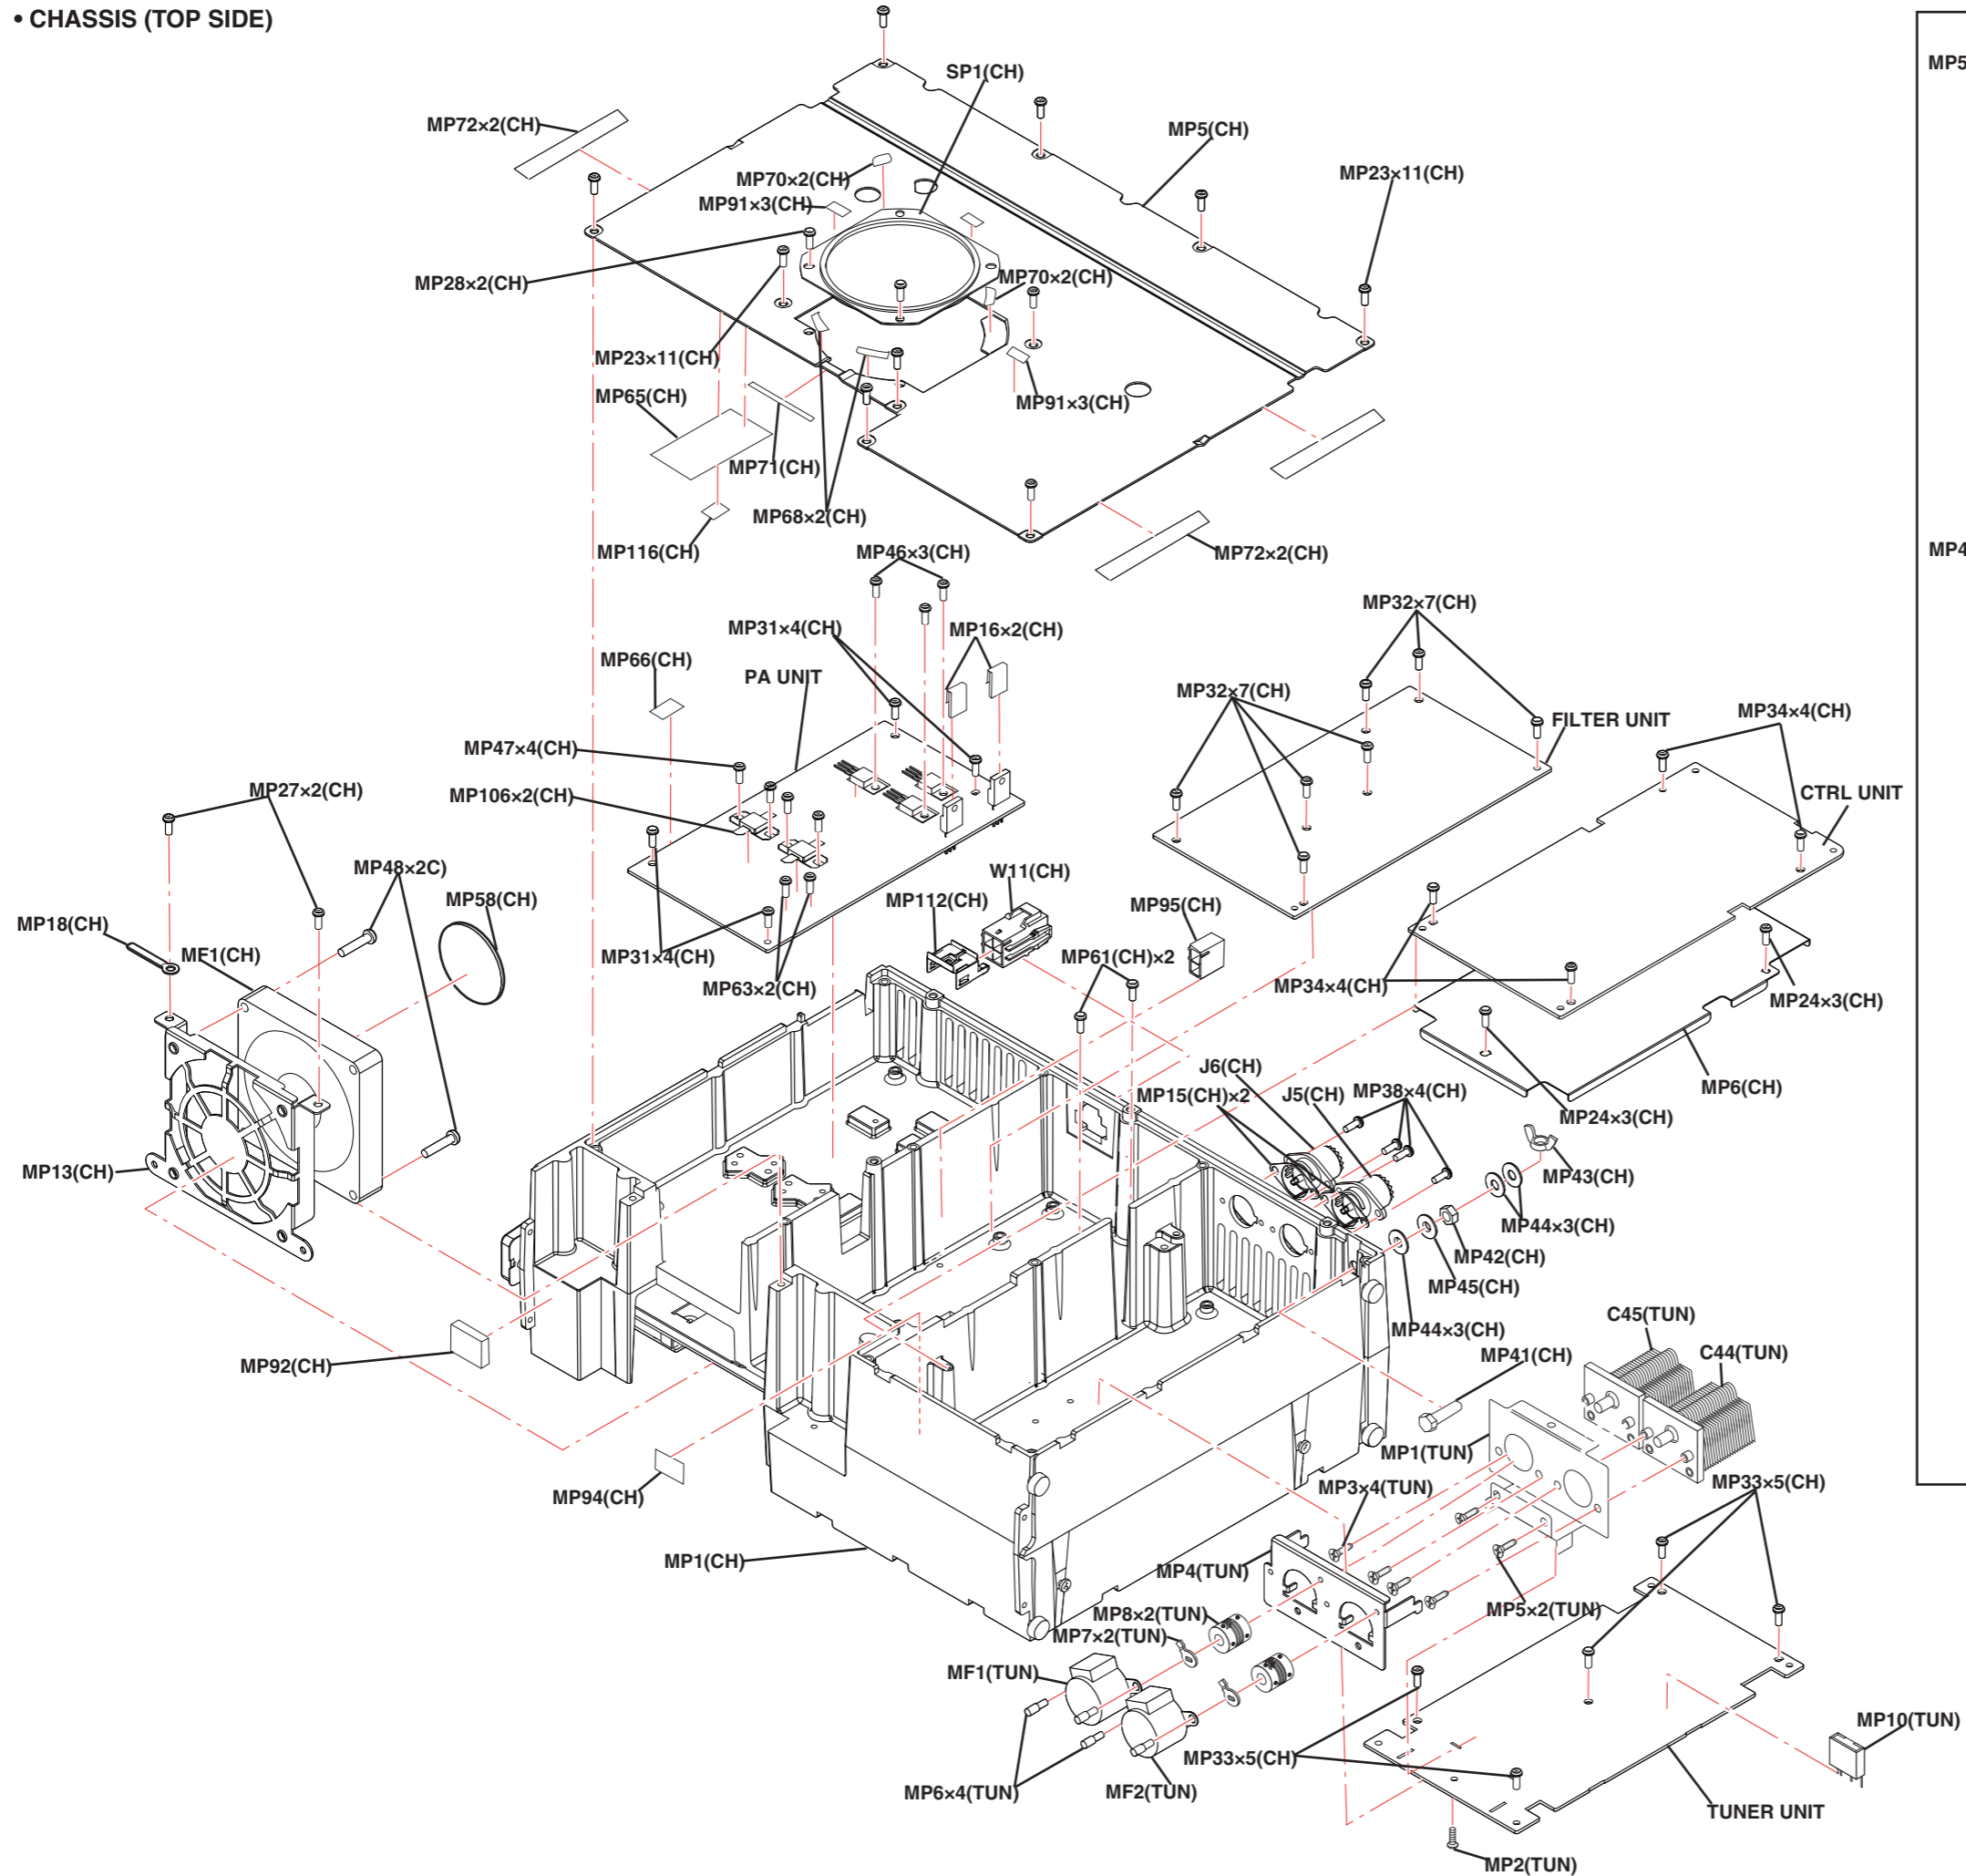 • CHASSIS (TOP SIDE)
SP1(CH)
MP5
MP72×2(CH)
MP5(CH)
MP70×2(CH)
MP23×11(CH)
MP91×3(CH)
MP28×2(CH)
MP70×2(CH)
MP23×11(CH)
MP65(CH)
MP91×3(CH)
MP71(CH)
MP68×2(CH)
MP116(CH)
MP46×3(CH)
MP72×2(CH)
MP4
MP32×7(CH)
MP31×4(CH)
MP16×2(CH)
MP66(CH)
PA UNIT
MP32×7(CH)
FILTER UNIT
MP34×4(CH)
MP47×4(CH)
MP27×2(CH)
MP106×2(CH)
CTRL UNIT
MP48×2C)
W11(CH)
MP58(CH)
MP112(CH)
MP95(CH)
MP18(CH)
MF1(CH)
MP31×4(CH)
MP61(CH)×2
MP63×2(CH)
MP34×4(CH)
MP24×3(CH)
J6(CH)
MP15(CH)×2
J5(CH)
MP38×4(CH)
MP6(CH)
MP24×3(CH)
MP13(CH)
MP43(CH)
MP44×3(CH)
MP42(CH)
MP45(CH)
C45(TUN)
MP44×3(CH)
MP92(CH)
MP41(CH)
C44(TUN)
MP1(TUN)
MP94(CH)
MP3×4(TUN)
MP33×5(CH)
MP1(CH)
MP4(TUN)
MP8×2(TUN)
MP5×2(TUN)
MP7×2(TUN)
MF1(TUN)
MP10(TUN)
MP33×5(CH)
MP6×4(TUN)
MF2(TUN)
TUNER UNIT
MP2(TUN)